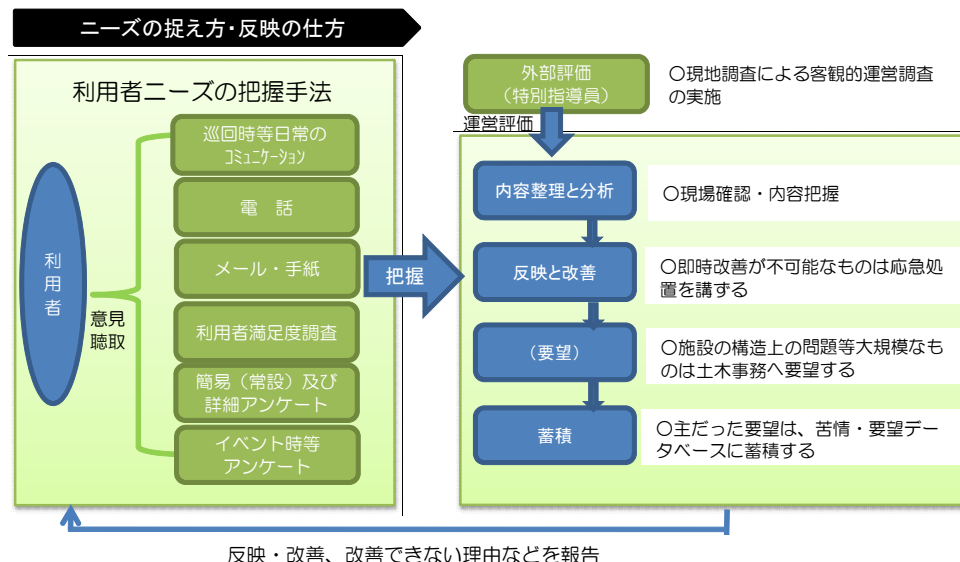 ニーズの捉え方・反映の仕方
利用者ニーズの把握手法
利
用
者
意見
聴取
巡回時等日常の
ｺﾐｭﾆｹｰｼｮﾝ
電　話
メール・手紙
利用者満足度調査
簡易（常設）及び
詳細アンケート
イベント時等
アンケート
把握
外部評価
（特別指導員）
〇現地調査による客観的運営調査
の実施
運営評価
内容整理と分析
〇現場確認・内容把握
反映と改善
〇即時改善が不可能なものは応急処
置を講ずる
（要望）
〇施設の構造上の問題等大規模なも
のは土木事務へ要望する
蓄積
〇主だった要望は、苦情・要望デー
タベースに蓄積する
反映・改善、改善できない理由などを報告